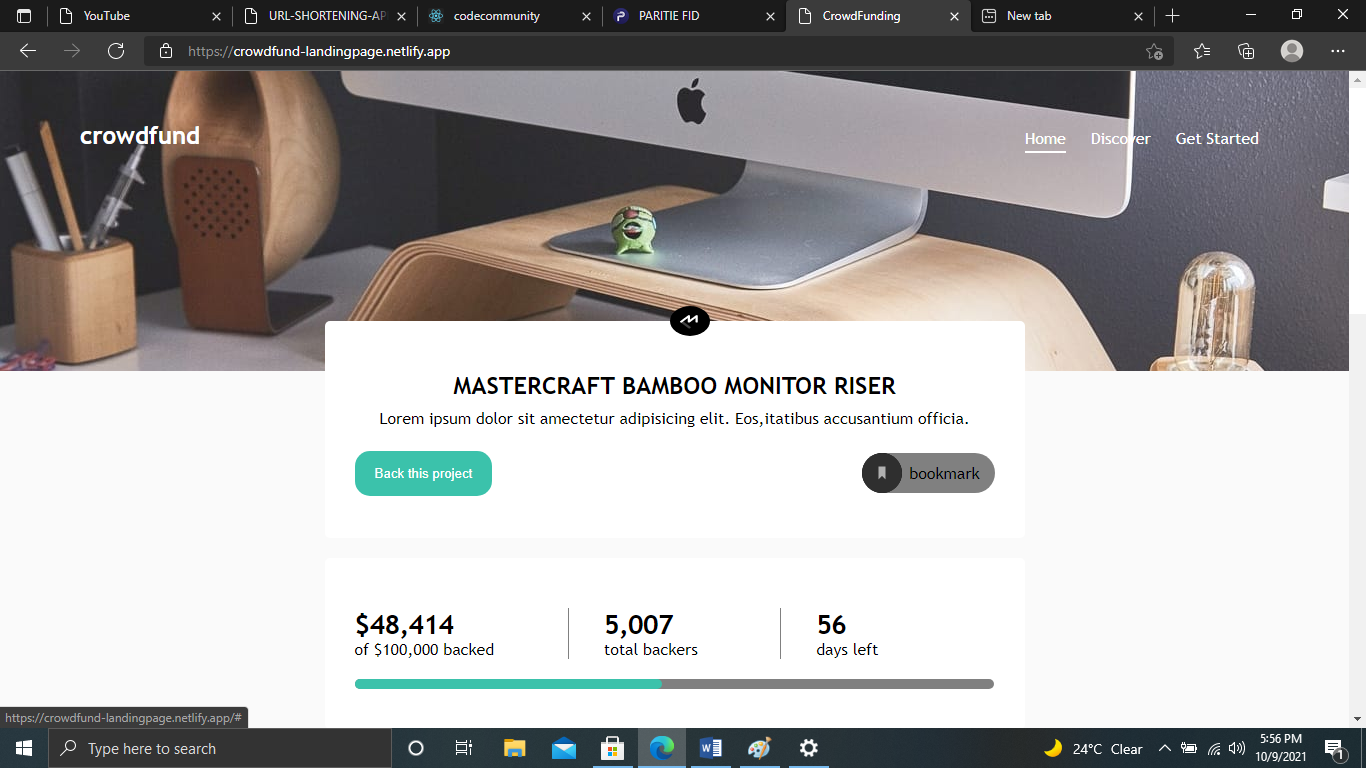 YouTube
URL-SHORTENING-AP
codecommunity
PARITIE FID
CrowdFunding
New tab
https://crowdfund-landingpage.netlify.app
crowdfund
Home
Discover
Get Started
MASTERCRAFT BAMBOO MONITOR RISER
Lorem ipsum dolor sit amectetur adipisicing elit. Eos,itatibus accusantium officia.
Back this project
bookmark
$48,414
of $100,000 backed
5,007
total backers
56
days left
https://crowdfund-landingpage.netlify.app/#
Type here to search
24°C Clear
5:56 PM
10/9/2021
1